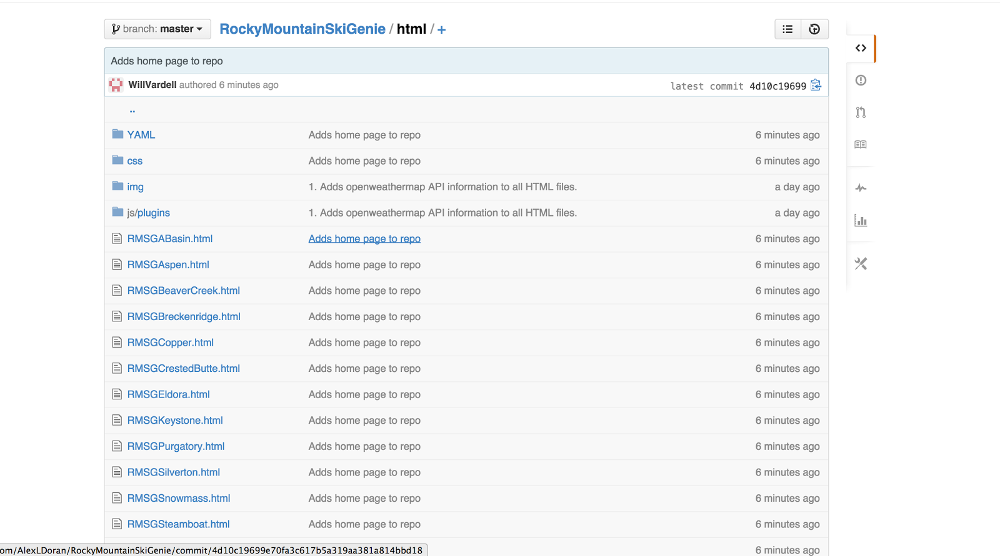 branch: master RockyMountainSkiGenie / html / +
Adds home page to repo
WillVardell authored 6 minutes ago latest commit 4d10c19699
..
YAML Adds home page to repo 6 minutes ago
css Adds home page to repo 6 minutes ago
img 1. Adds openweathermap API information to all HTML files. a day ago
js/plugins 1. Adds openweathermap API information to all HTML files. a day ago
RMSGABasin.html Adds home page to repo 6 minutes ago
RMSGAspen.html Adds home page to repo 6 minutes ago
RMSGBeaverCreek.html Adds home page to repo 6 minutes ago
RMSGBreckenridge.html Adds home page to repo 6 minutes ago
RMSGCopper.html Adds home page to repo 6 minutes ago
RMSGCrestedButte.html Adds home page to repo 6 minutes ago
RMSGEldora.html Adds home page to repo 6 minutes ago
RMSGKeystone.html Adds home page to repo 6 minutes ago
RMSGPurgatory.html Adds home page to repo 6 minutes ago
RMSGSilverton.html Adds home page to repo 6 minutes ago
RMSGSnowmass.html Adds home page to repo 6 minutes ago
RMSGSteamboat.html Adds home page to repo 6 minutes ago
om/AlexLDoran/RockyMountainSkiGenie/commit/4d10c19699e70fa3c617b5a319aa381a814bbd18 6 minutes ago